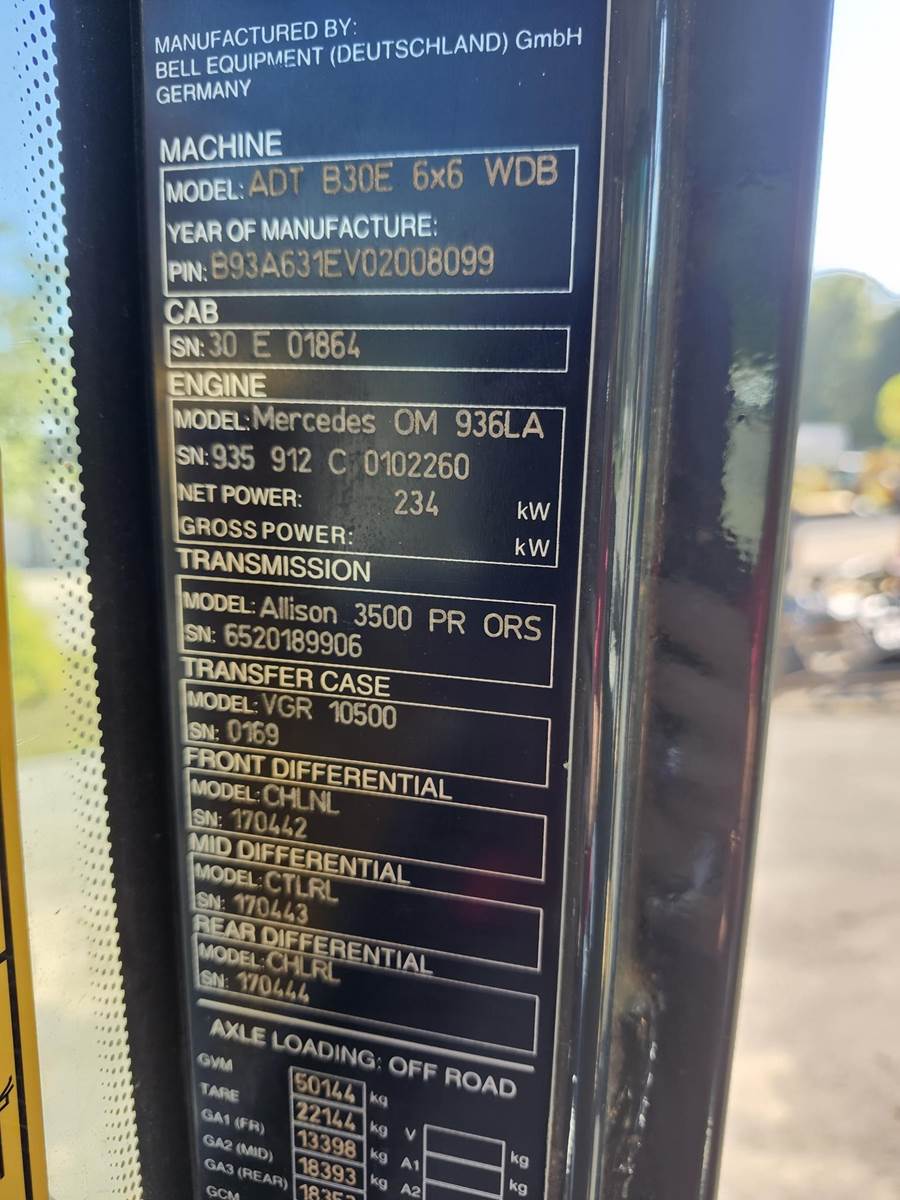 MANUFACTURED BY:
BELL EQUIPMENT (DEUTSCHLAND) GmbH
GERMANY
MACHINE
MODEL: ADT B30E 6x6 WDB
YEAR OF MANUFACTURE:
PIN: B93A631EV02008099
CAB
SN: 30 E 01864
ENGINE
MODEL: Mercedes OM 936LA
SN: 935 912 C 0102260
NET POWER: 234 kW
GROSS POWER: kW
TRANSMISSION
MODEL: Allison 3500 PR ORS
SN: 6520189906
TRANSFER CASE
MODEL: VGR 10500
SN: 0169
FRONT DIFFERENTIAL
MODEL: CHLNL
SN: 170442
MID DIFFERENTIAL
MODEL: CTLRL
SN: 170443
REAR DIFFERENTIAL
MODEL: CHLRL
SN: 170444
AXLE LOADING: OFF ROAD
GVM 50144 kg
TARE 22144 kg V kg
GA1 (FR) 13398 kg A1 kg
GA2 (MID) 18393 kg A2
GA3 (REAR)
GCM